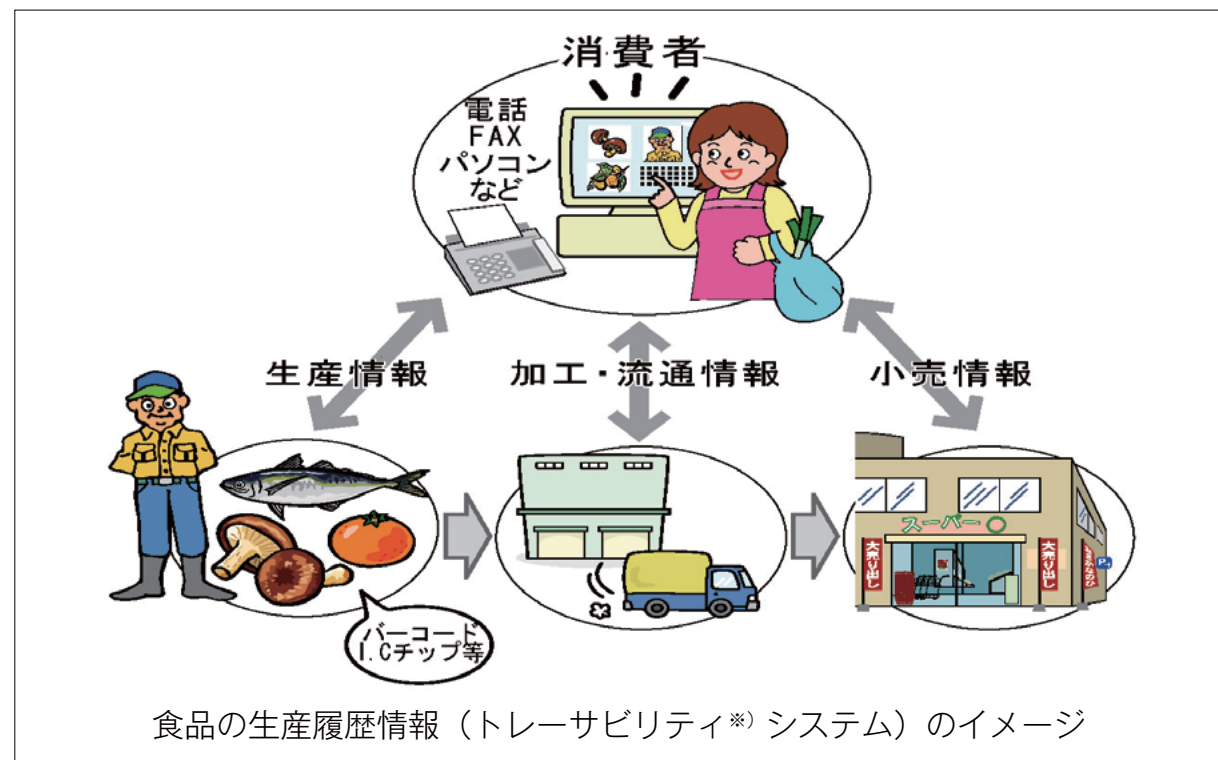 消費者
電話
FAX
パソコン
など
生産情報
加工・流通情報
小売情報
スーパー
大売り出し
大売り出し
P
バーコード
I.Cチップ等
食品の生産履歴情報（トレーサビリティ※）システム）のイメージ